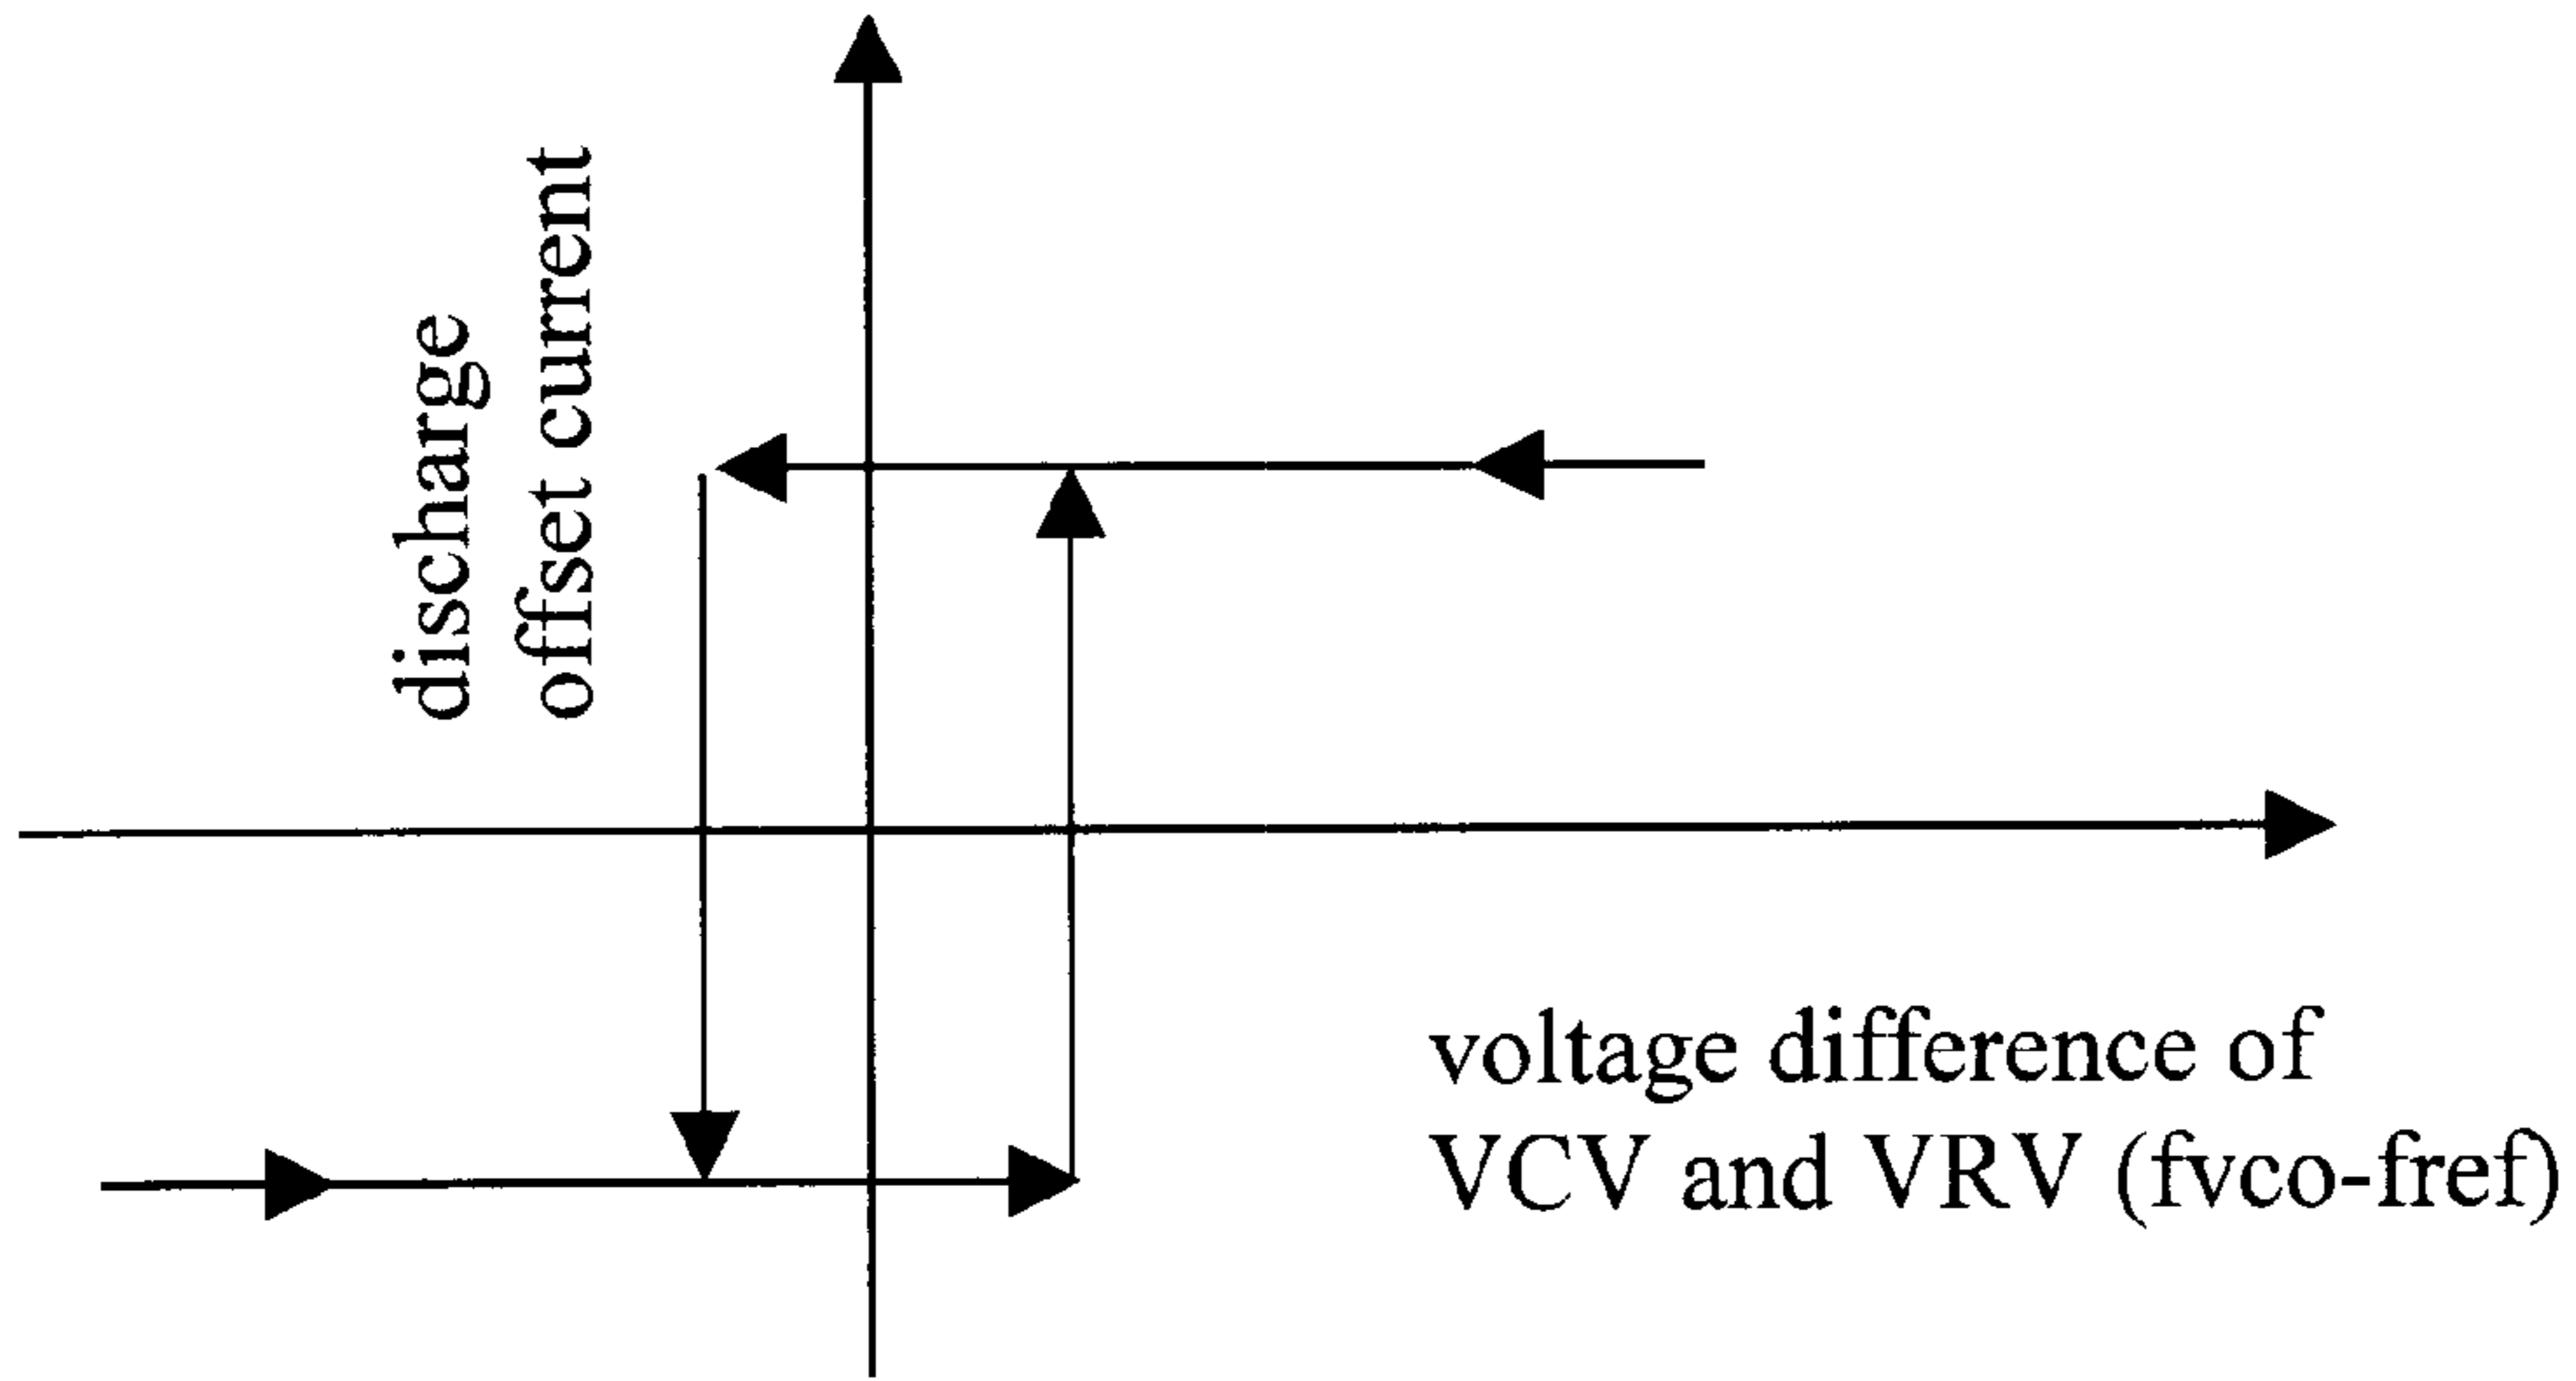 discharge
offset current
voltage difference of
VCV and VRV (fvco-fref)